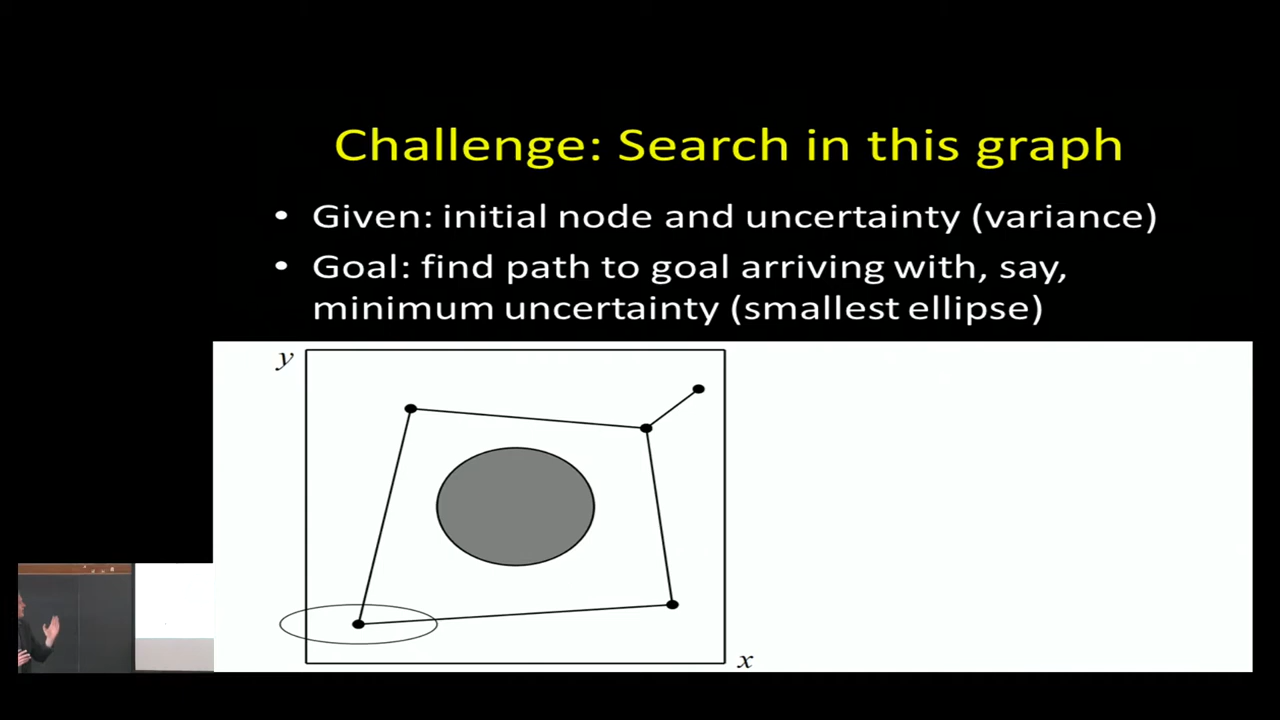 Challenge: Search in this graph
• Given: initial node and uncertainty (variance)
• Goal: find path to goal arriving with, say,
minimum uncertainty (smallest ellipse)
y
x